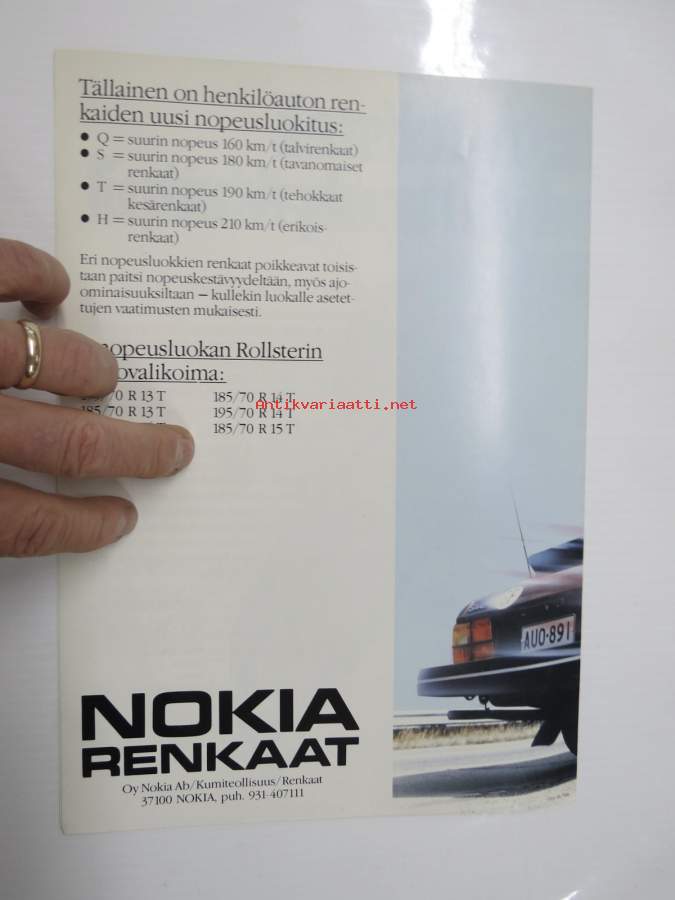 Tällainen on henkilöauton ren-
kaiden uusi nopeusluokitus:
● Q = suurin nopeus 160 km/t (talvirenkaat)
● S = suurin nopeus 180 km/t (tavanomaiset
renkaat)
● T = suurin nopeus 190 km/t (tehokkaat
kesärenkaat)
● H = suurin nopeus 210 km/t (erikois-
renkaat)
Eri nopeusluokkien renkaat poikkeavat toisis-
taan paitsi nopeuskestävyydeltään, myös ajo-
ominaisuuksiltaan – kullekin luokalle asetet-
tujen vaatimusten mukaisesti.
nopeusluokan Rollsterin
ovalikoima:
/70 R 13 T
185/70 R 13 T
185/70 R 14 T
195/70 R 14 T
185/70 R 15 T
Antikvariaatti.net
AUO-891
NOKIA
RENKAAT
Oy Nokia Ab/Kumiteollisuus/Renkaat
37100 NOKIA, puh. 931-407111